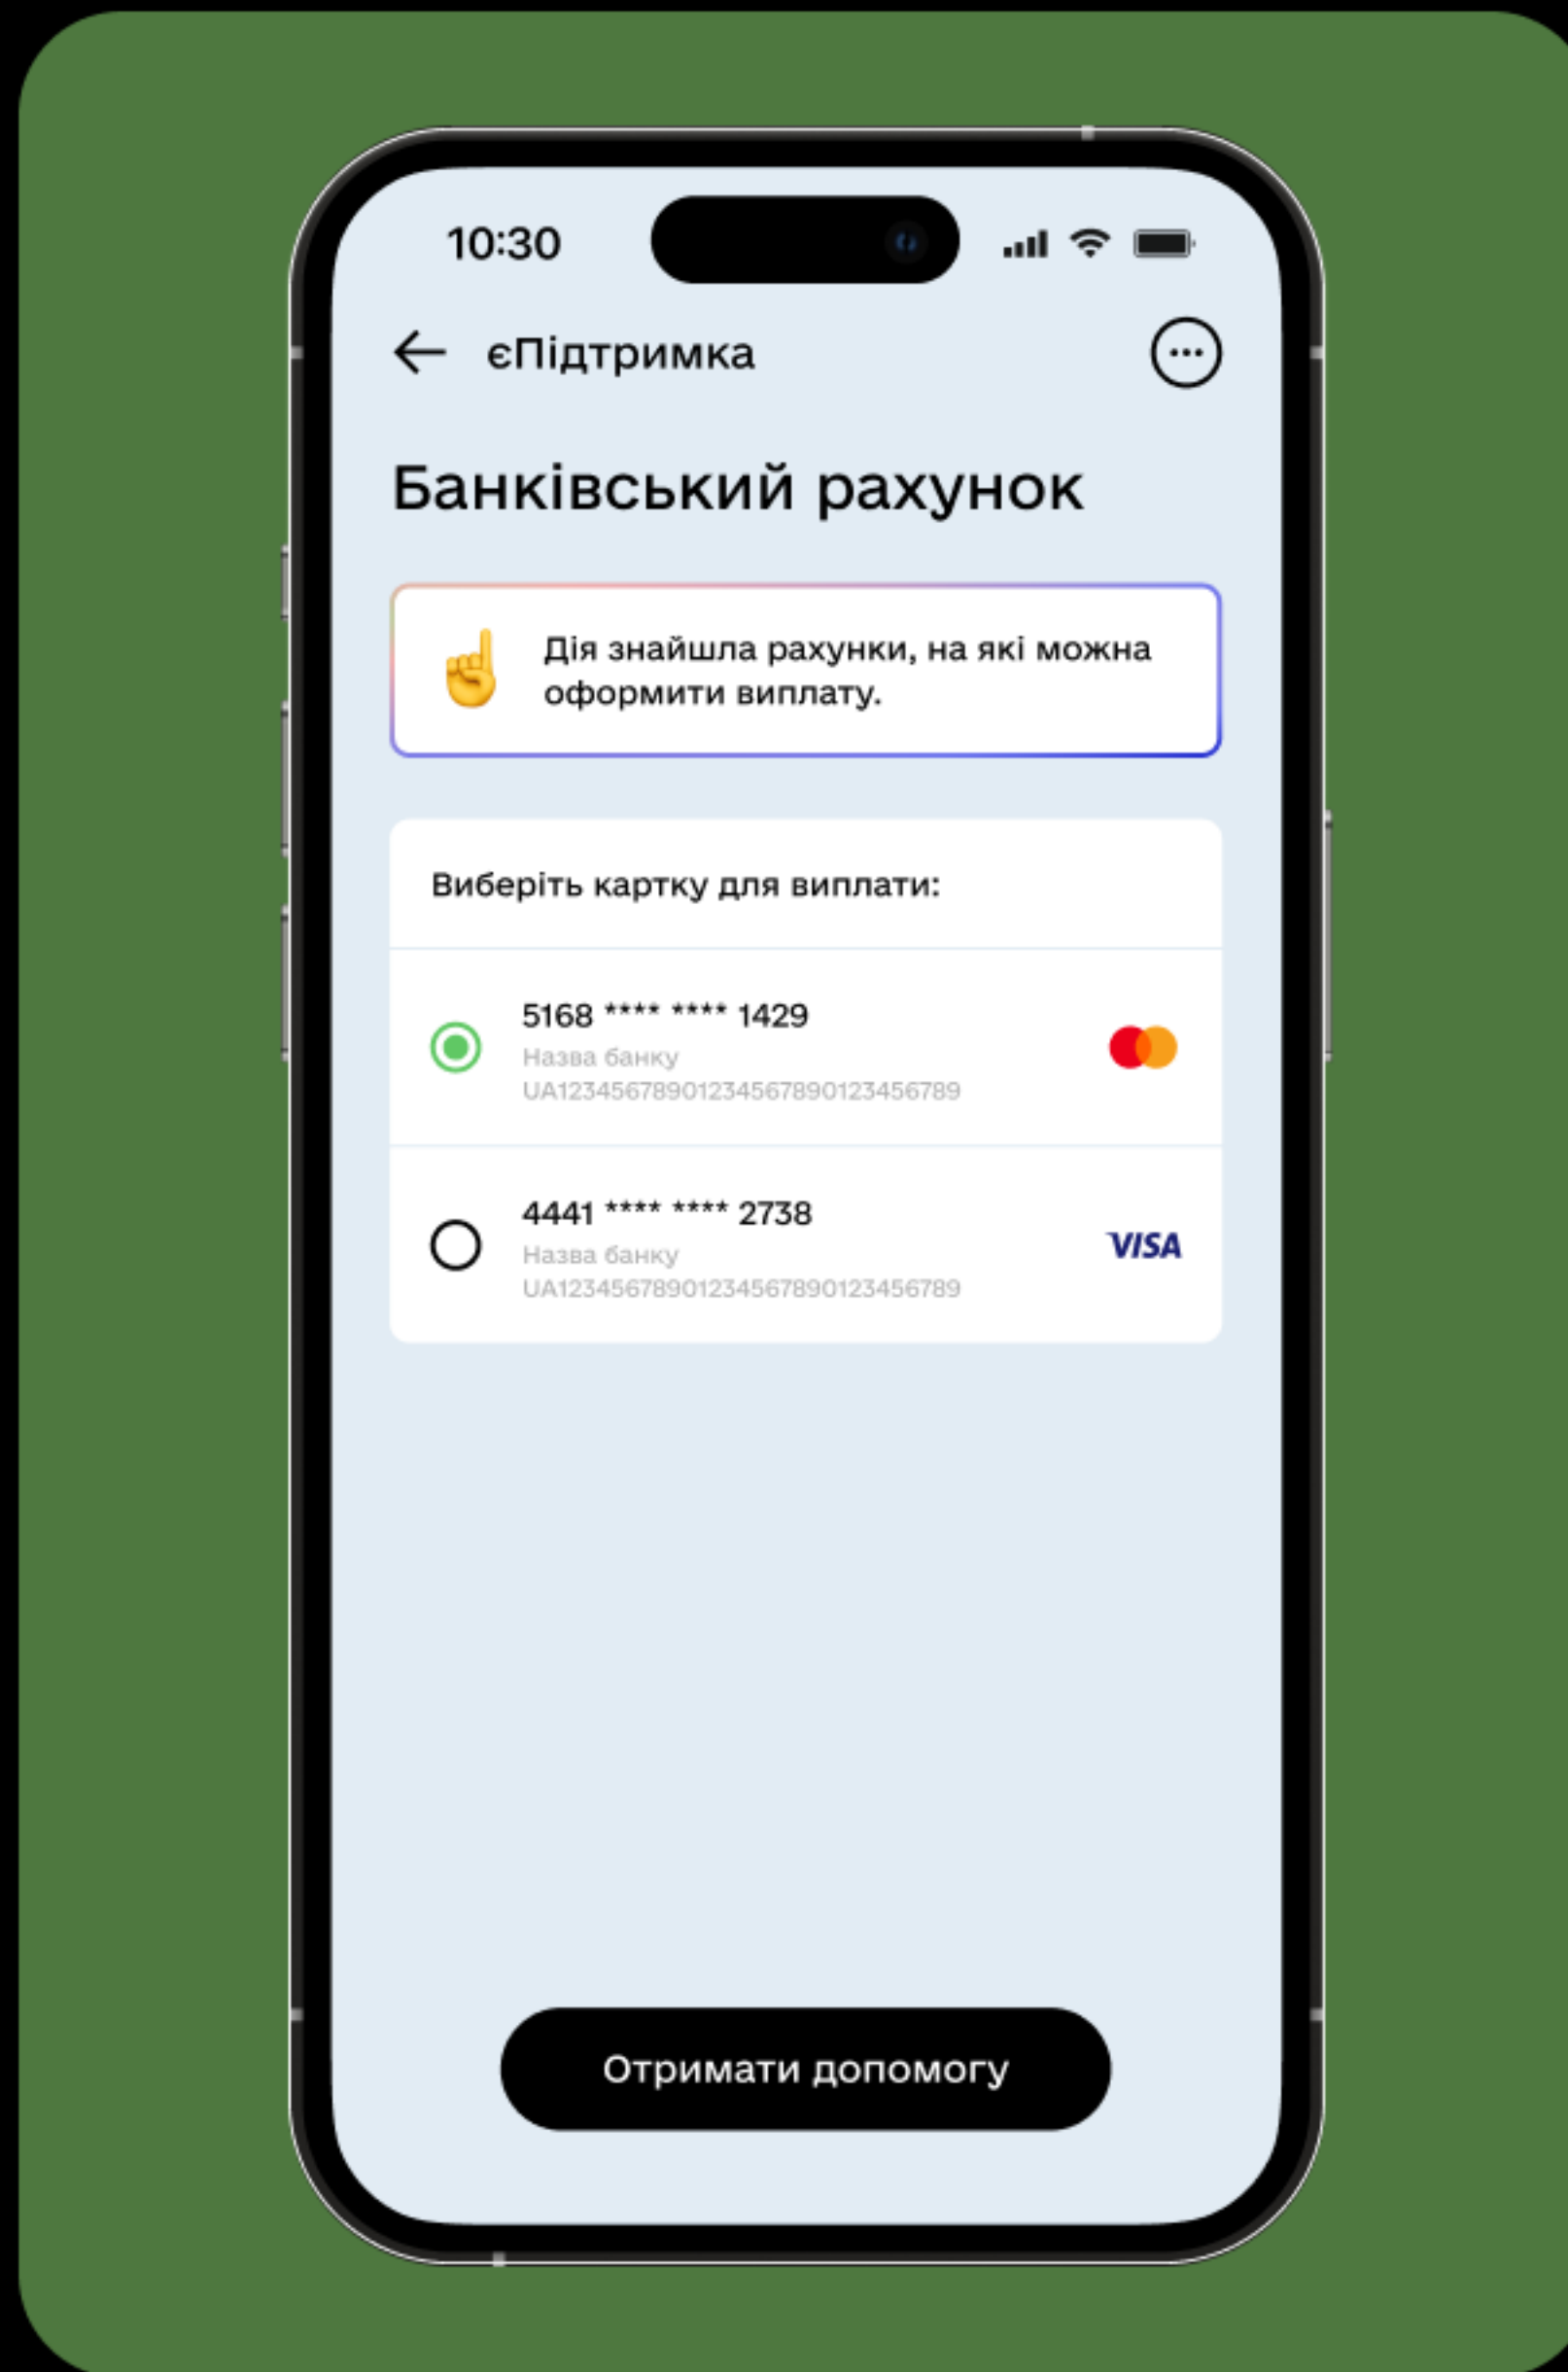 10:30
єПідтримка
Банківський рахунок
Дія знайшла рахунки, на які можна
оформити виплату.
Виберіть картку для виплати:
5168 **** **** 1429
Назва банку
UA12345678901234567890123456789
4441 **** **** 2738
Назва банку
UA12345678901234567890123456789
VISA
Отримати допомогу